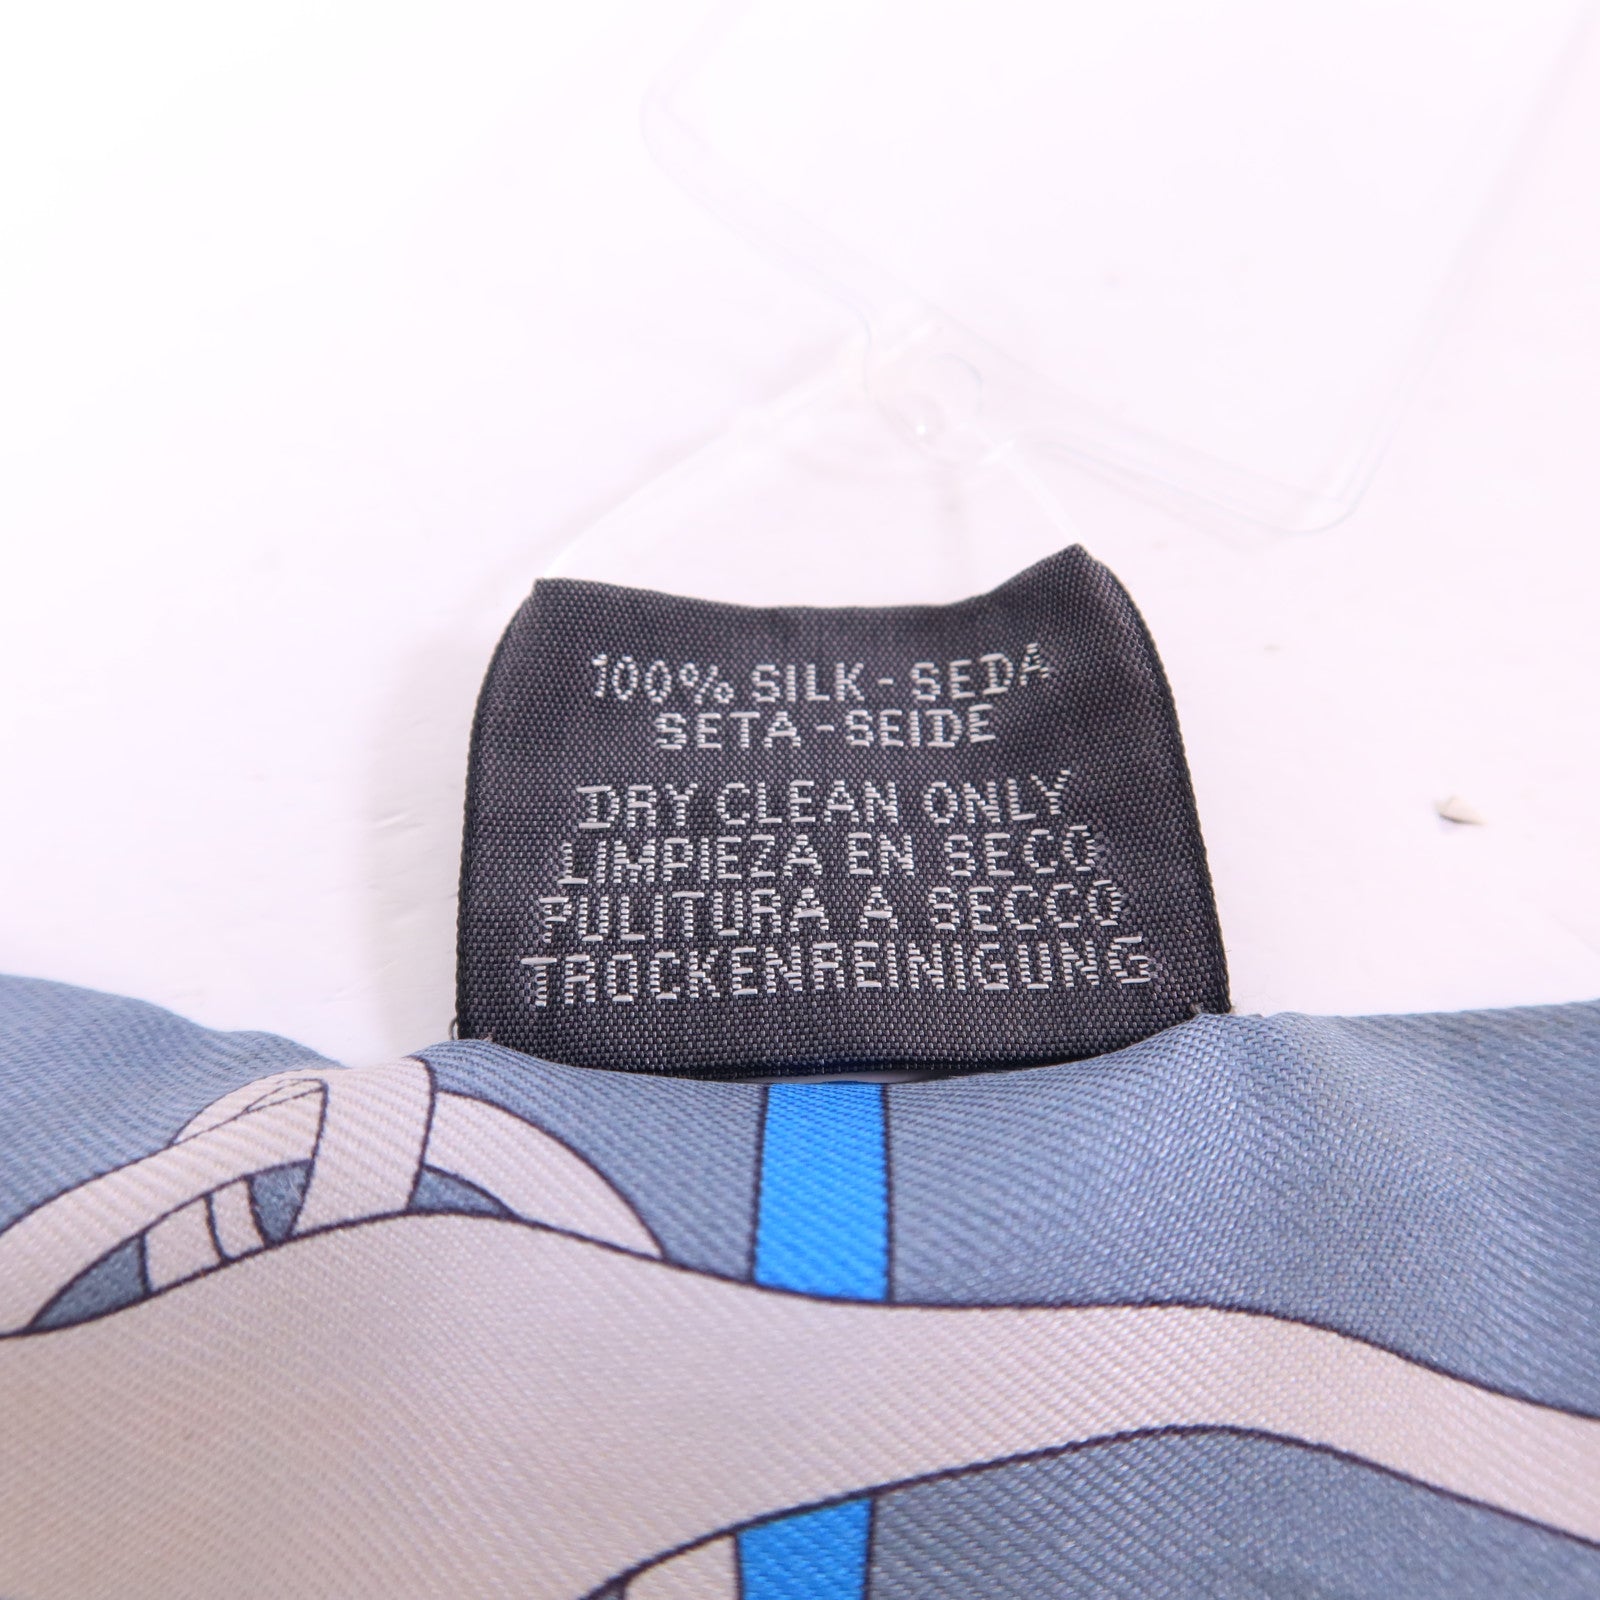 100% SILK - SEDA
SETA - SEIDE
DRY CLEAN ONLY
LIMPIEZA EN SECO
PULITURA A SECCO
TROCKENREINIGUNG